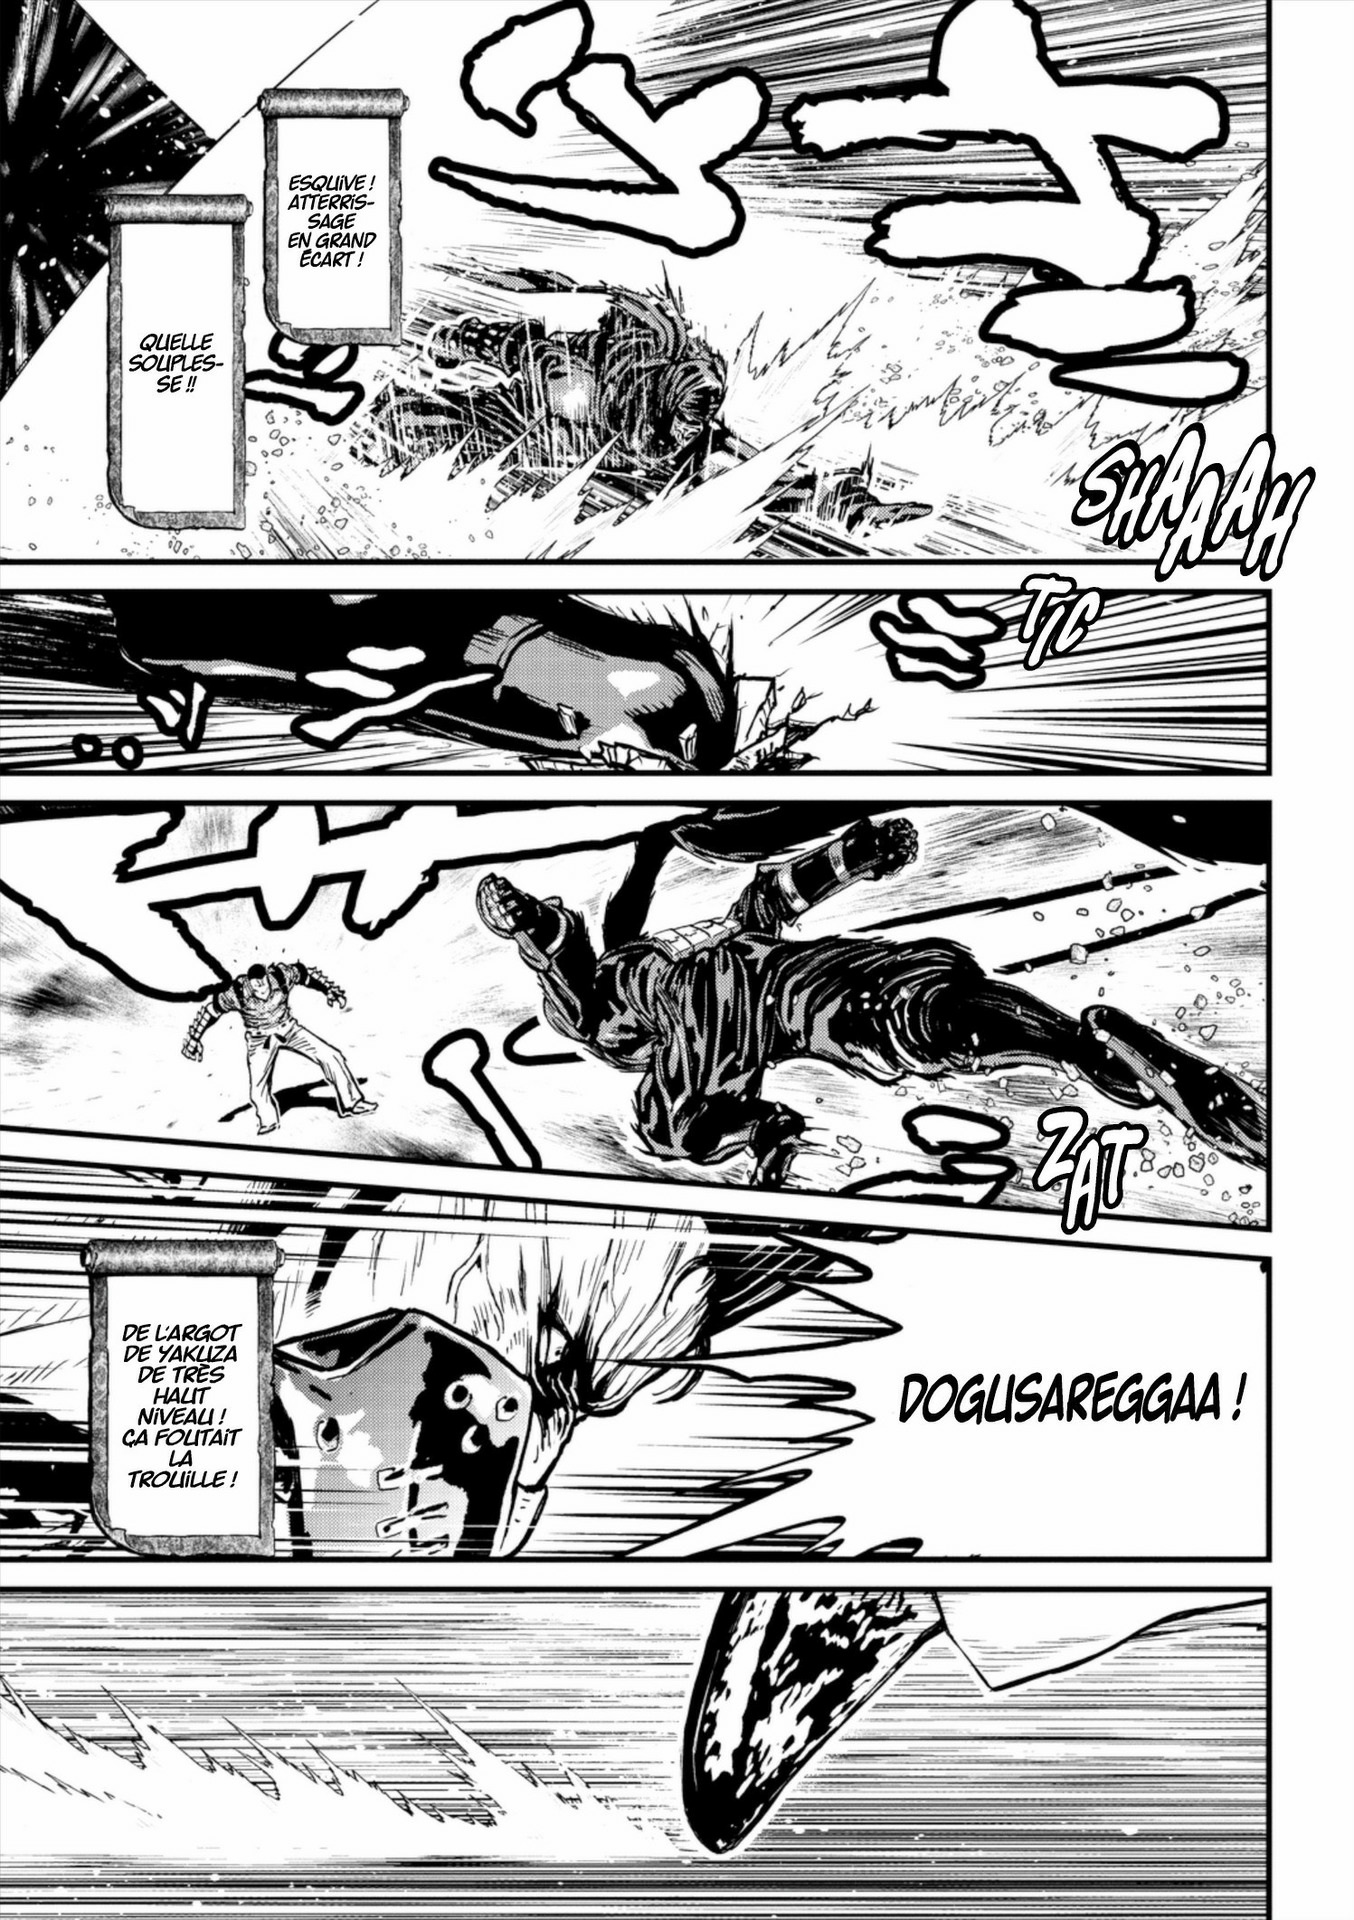 ESQUIVE !
ATTERRIS-
SAGE
EN GRAND
ÉCART !
QUELLE
SOUPLES-
SE !!
SHAAAAH
TIC
ZAT
DOGUSAREGGAA !
DE L'ARGOT
DE YAKUZA
DE TRÈS
HAUT
NIVEAU !
ÇA FOUTAIT
LA
TROUILLE !